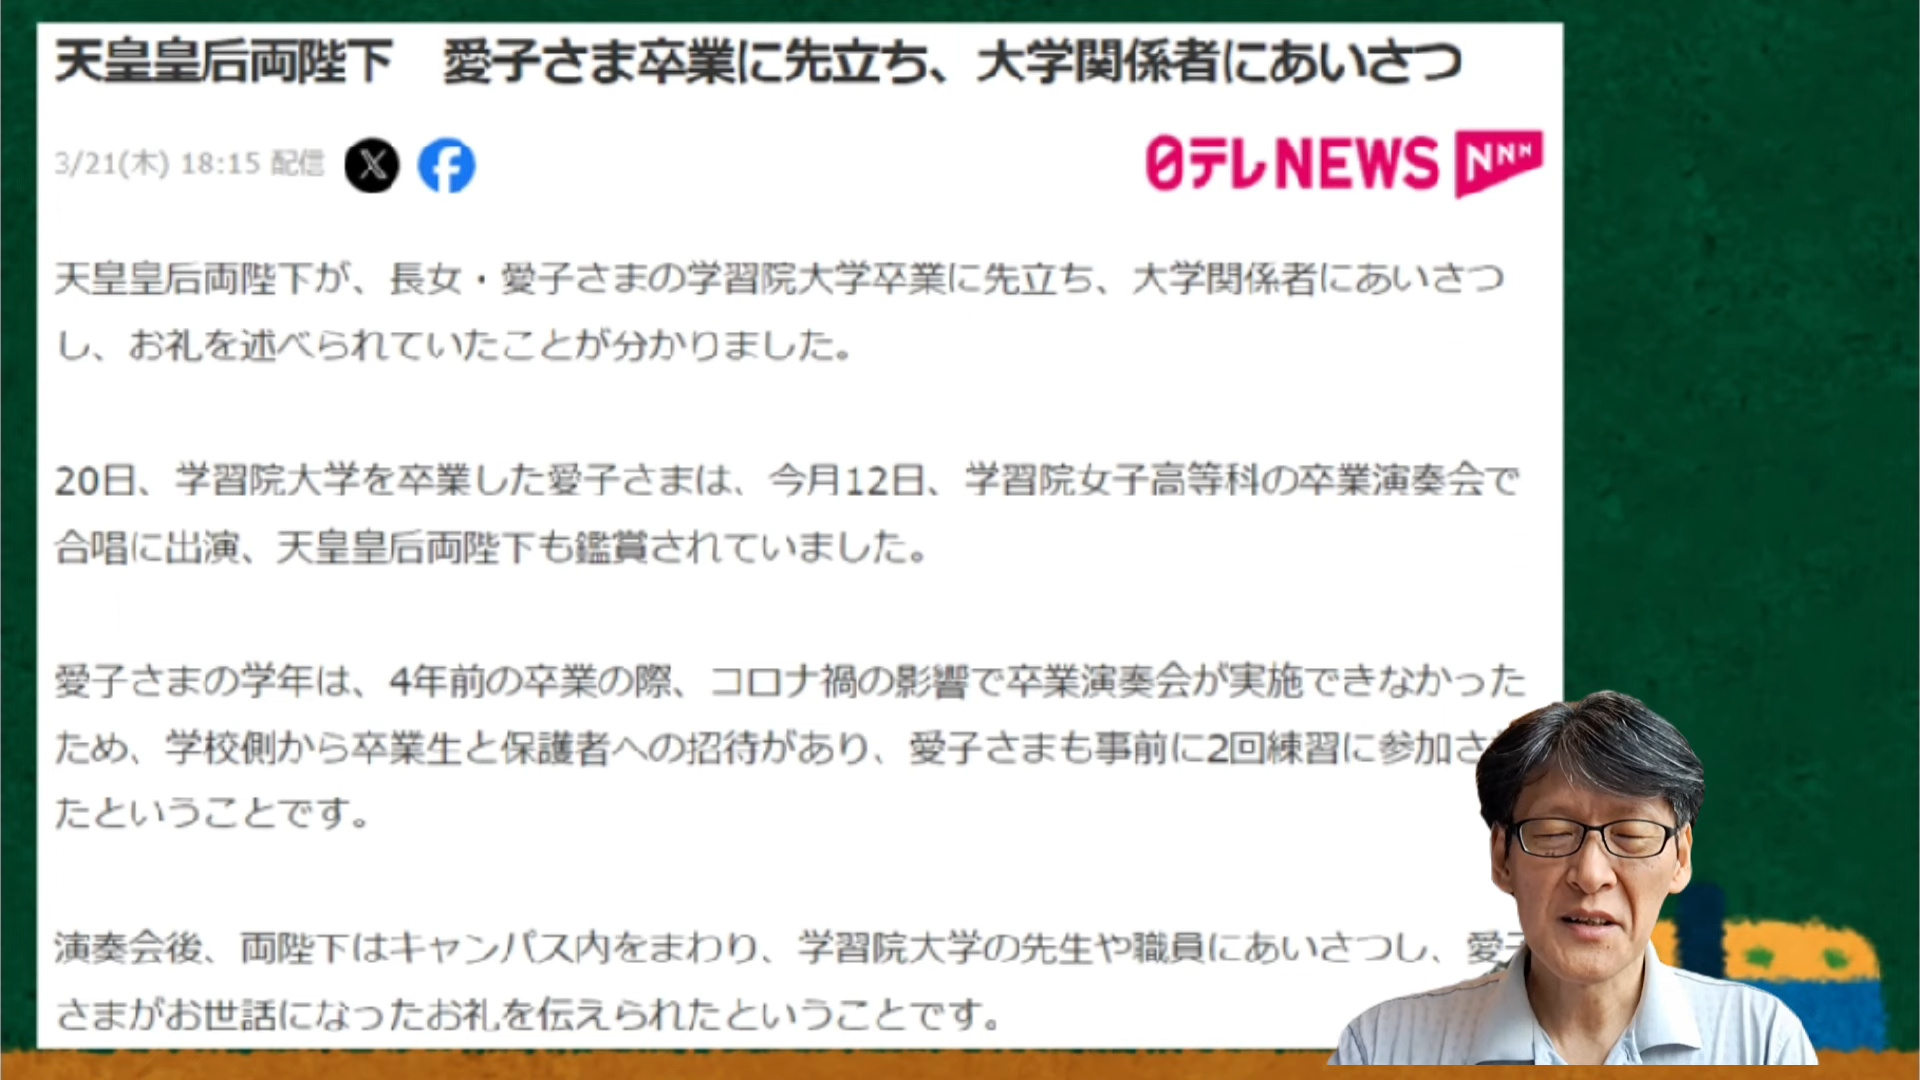 天皇皇后両陛下　愛子さま卒業に先立ち、大学関係者にあいさつ
3/21(木) 18:15 配信
日テレNEWS NNN
天皇皇后両陛下が、長女・愛子さまの学習院大学卒業に先立ち、大学関係者にあいさつ
し、お礼を述べられていたことが分かりました。
20日、学習院大学を卒業した愛子さまは、今月12日、学習院女子高等科の卒業演奏会で
合唱に出演、天皇皇后両陛下も鑑賞されていました。
愛子さまの学年は、4年前の卒業の際、コロナ禍の影響で卒業演奏会が実施できなかった
ため、学校側から卒業生と保護者への招待があり、愛子さまも事前に2回練習に参加さ
たということです。
演奏会後、両陛下はキャンパス内をまわり、学習院大学の先生や職員にあいさつし、愛子
さまがお世話になったお礼を伝えられたということです。